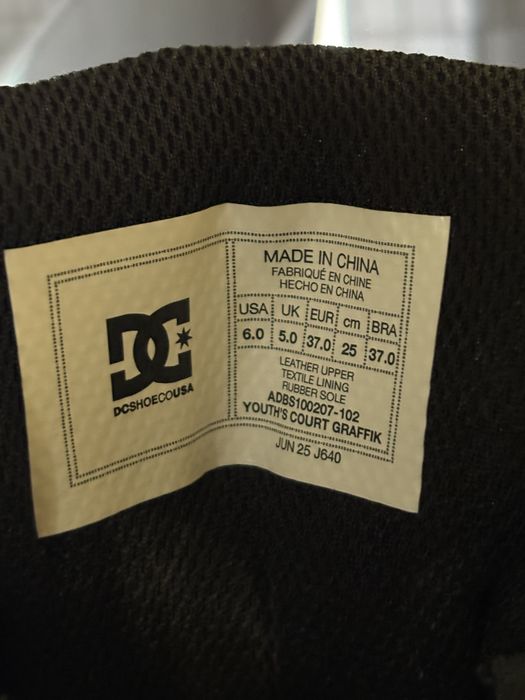 DCSHOECOUSA
MADE IN CHINA
FABRIQUÉ EN CHINE
HECHO EN CHINA
USA UK EUR cm BRA
6.0 5.0 37.0 25 37.0
LEATHER UPPER
TEXTILE LINING
RUBBER SOLE
ADBS100207-102
YOUTH'S COURT GRAFFIK
JUN 25 J640